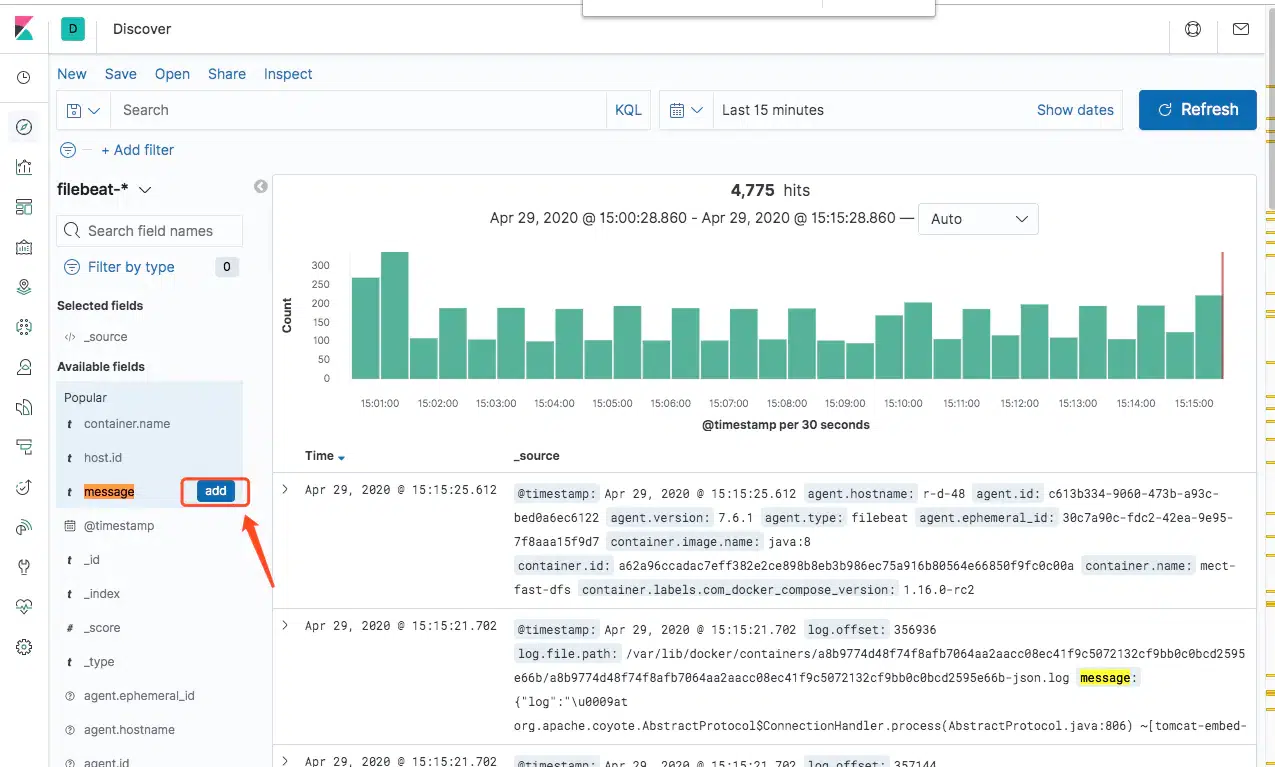 D
Discover
New Save Open Share Inspect
Search KQL
Last 15 minutes Show dates
Refresh
+ Add filter
filebeat-*
Search field names
Filter by type 0
Selected fields
_source
Available fields
Popular
t container.name
t host.id
t message add
@timestamp
t _id
t _index
# _score
t _type
agent.ephemeral_id
agent.hostname
agent.id
4,775 hits
Apr 29, 2020 @ 15:00:28.860 - Apr 29, 2020 @ 15:15:28.860 — Auto
Count
300
250
200
150
100
50
0
15:01:00 15:02:00 15:03:00 15:04:00 15:05:00 15:06:00 15:07:00 15:08:00 15:09:00 15:10:00 15:11:00 15:12:00 15:13:00 15:14:00 15:15:00
@timestamp per 30 seconds
Time _source
Apr 29, 2020 @ 15:15:25.612 @timestamp: Apr 29, 2020 @ 15:15:25.612 agent.hostname: r-d-48 agent.id: c613b334-9060-473b-a93c-
bed0a6ec6122 agent.version: 7.6.1 agent.type: filebeat agent.ephemeral_id: 30c7a90c-fdc2-42ea-9e95-
7f8aaa15f9d7 container.image.name: java:8
container.id: a62a96ccadac7eff382e2ce898b8eb3b986ec75a916b80564e66850f9fc0c00a container.name: mect-
fast-dfs container.labels.com_docker_compose_version: 1.16.0-rc2
Apr 29, 2020 @ 15:15:21.702 @timestamp: Apr 29, 2020 @ 15:15:21.702 log.offset: 356936
log.file.path: /var/lib/docker/containers/a8b9774d48f74f8afb7064aa2aacc08ec41f9c5072132cf9bb0c0bcd2595
e66b/a8b9774d48f74f8afb7064aa2aacc08ec41f9c5072132cf9bb0c0bcd2595e66b-json.log message:
{"log":"\u0009at
org.apache.coyote.AbstractProtocol$ConnectionHandler.process(AbstractProtocol.java:806) ~[tomcat-embed-
Apr 29, 2020 @ 15:15:21.702 @timestamp: Apr 29, 2020 @ 15:15:21.702 log.offset: 357144